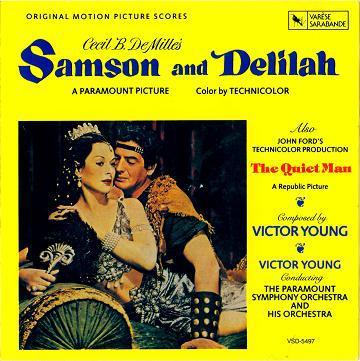 ORIGINAL MOTION PICTURE SCORES
VARÈSE
SARABANDE
Cecil B. DeMille's
Samson and Delilah
A PARAMOUNT PICTURE Color by TECHNICOLOR
Also
JOHN FORD'S
TECHNICOLOR PRODUCTION
The Quiet Man
A Republic Picture
Composed by
VICTOR YOUNG
VICTOR YOUNG
Conducting
THE PARAMOUNT
SYMPHONY ORCHESTRA
AND
HIS ORCHESTRA
VSD-5497